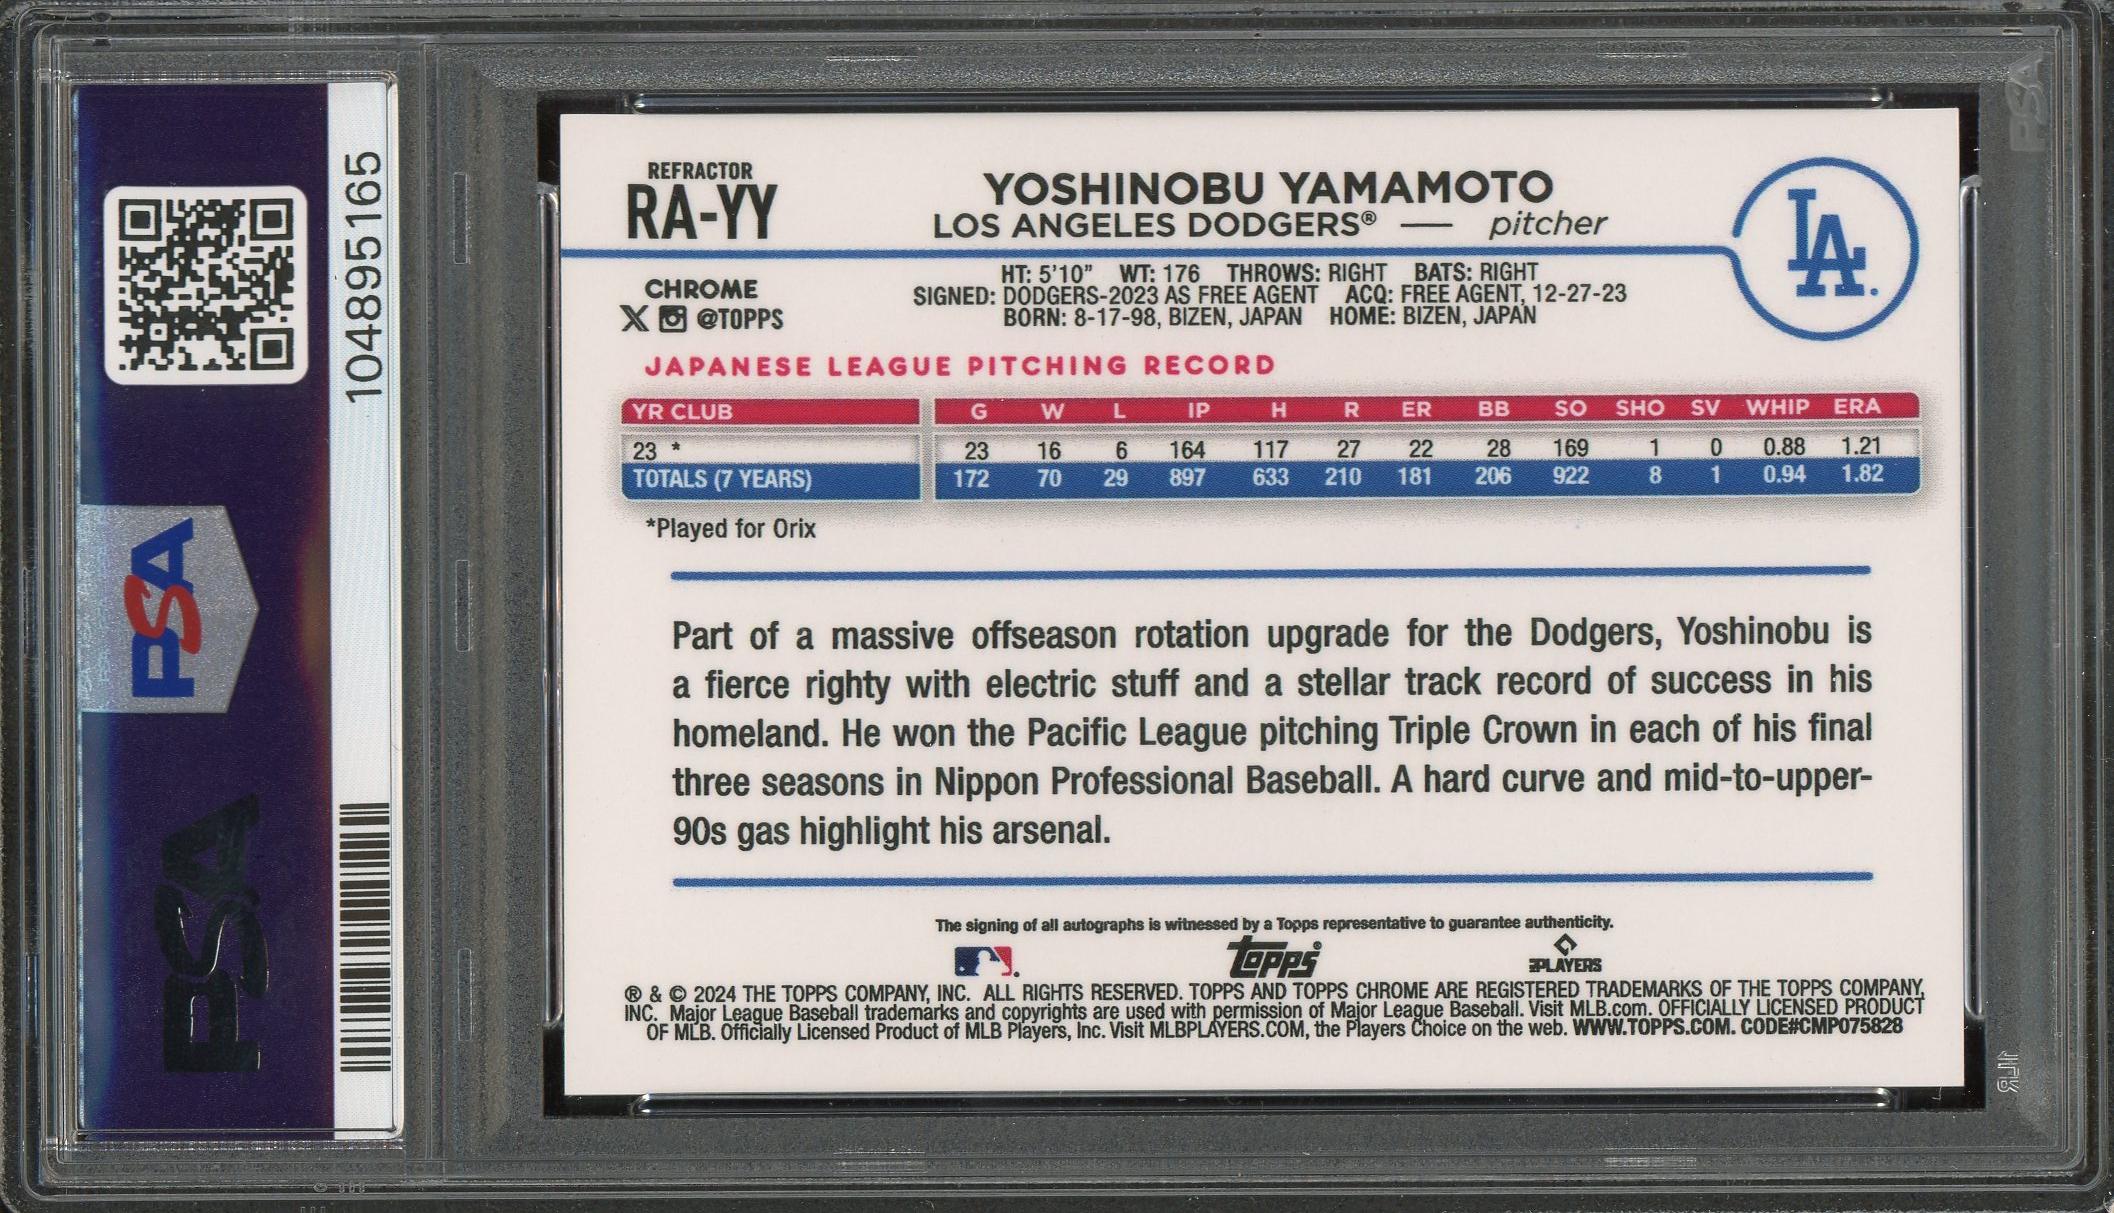 104895165
PSA
PSA
PSA
REFRACTOR
RA-YY
YOSHINOBU YAMAMOTO
LOS ANGELES DODGERS® — pitcher
LA
HT: 5'10" WT: 176 THROWS: RIGHT BATS: RIGHT
SIGNED: DODGERS-2023 AS FREE AGENT ACQ: FREE AGENT, 12-27-23
BORN: 8-17-98, BIZEN, JAPAN HOME: BIZEN, JAPAN
CHROME
X @TOPPS
JAPANESE LEAGUE PITCHING RECORD
YR CLUB G W L IP H R ER BB SO SHO SV WHIP ERA
23 * 23 16 6 164 117 27 22 28 169 1 0 0.88 1.21
TOTALS (7 YEARS) 172 70 29 897 633 210 181 206 922 8 1 0.94 1.82
*Played for Orix
Part of a massive offseason rotation upgrade for the Dodgers, Yoshinobu is
a fierce righty with electric stuff and a stellar track record of success in his
homeland. He won the Pacific League pitching Triple Crown in each of his final
three seasons in Nippon Professional Baseball. A hard curve and mid-to-upper-
90s gas highlight his arsenal.
The signing of all autographs is witnessed by a Topps representative to guarantee authenticity.
Topps®
PLAYERS
® & © 2024 THE TOPPS COMPANY, INC. ALL RIGHTS RESERVED. TOPPS AND TOPPS CHROME ARE REGISTERED TRADEMARKS OF THE TOPPS COMPANY,
INC. Major League Baseball trademarks and copyrights are used with permission of Major League Baseball. Visit MLB.com. OFFICIALLY LICENSED PRODUCT
OF MLB. Officially Licensed Product of MLB Players, Inc. Visit MLBPLAYERS.COM, the Players Choice on the web. WWW.TOPPS.COM. CODE#CMP075828